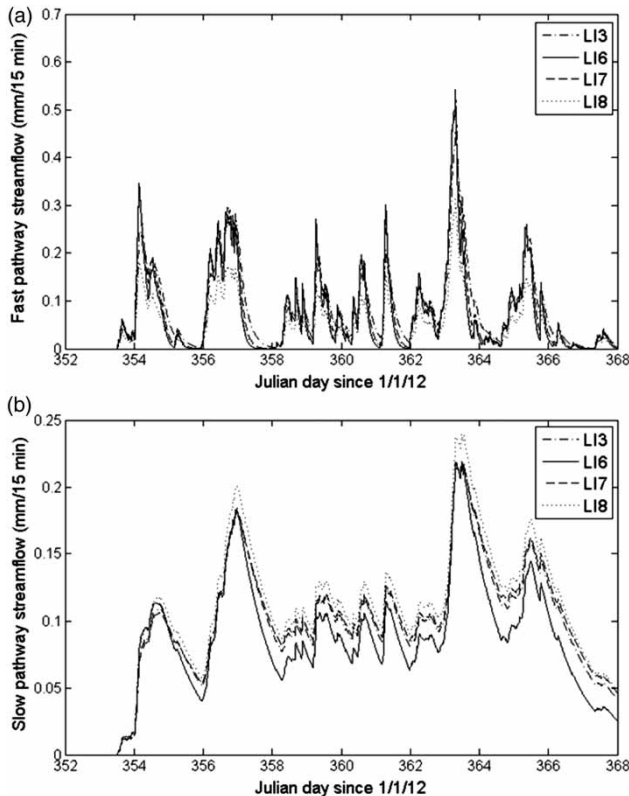 (a)
Fast pathway streamflow (mm/15 min)
0.7
0.6
0.5
0.4
0.3
0.2
0.1
0
LI3
LI6
LI7
LI8
352
354
356
358
360
362
364
366
368
Julian day since 1/1/12
(b)
Slow pathway streamflow (mm/15 min)
0.25
0.2
0.15
0.1
0.05
0
LI3
LI6
LI7
LI8
352
354
356
358
360
362
364
366
368
Julian day since 1/1/12